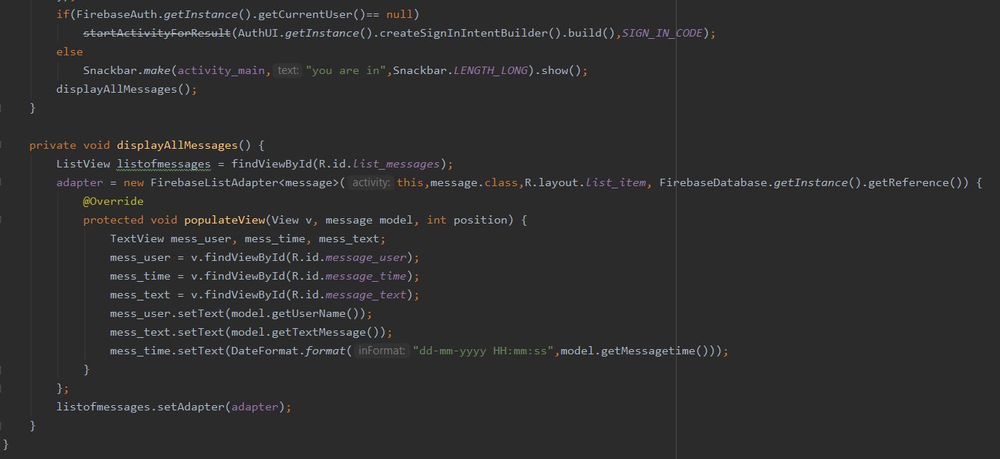 });
if(FirebaseAuth.getInstance().getCurrentUser()== null)
startActivityForResult(AuthUI.getInstance().createSignInIntentBuilder().build(),SIGN_IN_CODE);
else
Snackbar.make(activity_main, text: "you are in",Snackbar.LENGTH_LONG).show();
displayAllMessages();
}
private void displayAllMessages() {
ListView listofmessages = findViewById(R.id.list_messages);
adapter = new FirebaseListAdapter<message>( activity: this,message.class,R.layout.list_item, FirebaseDatabase.getInstance().getReference()) {
@Override
protected void populateView(View v, message model, int position) {
TextView mess_user, mess_time, mess_text;
mess_user = v.findViewById(R.id.message_user);
mess_time = v.findViewById(R.id.message_time);
mess_text = v.findViewById(R.id.message_text);
mess_user.setText(model.getUserName());
mess_text.setText(model.getTextMessage());
mess_time.setText(DateFormat.format( inFormat: "dd-mm-yyyy HH:mm:ss",model.getMessagetime()));
}
};
listofmessages.setAdapter(adapter);
}
}